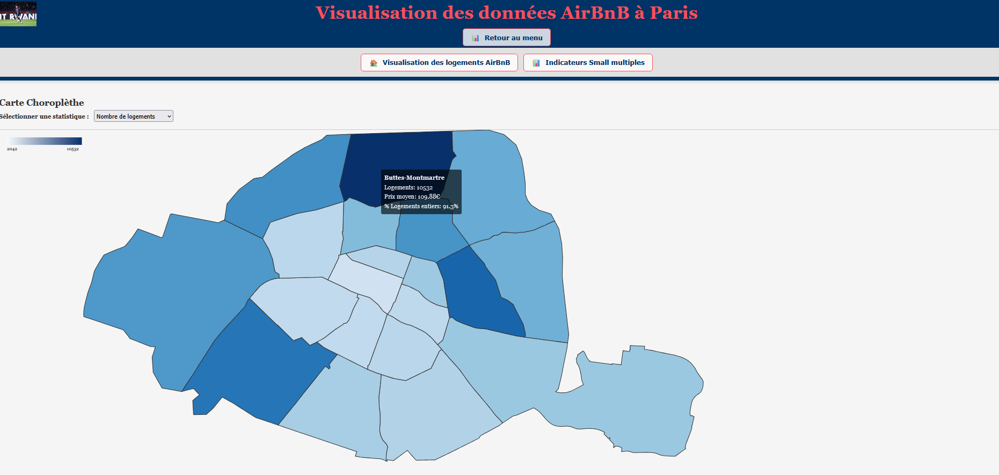 IT RWAN
Visualisation des données AirBnB à Paris
Retour au menu
Visualisation des logements AirBnB
Indicateurs Small multiples
Carte Choroplèthe
Sélectionner une statistique :
Nombre de logements
2042
10532
Buttes-Montmartre
Logements: 10532
Prix moyen: 109.88€
% Logements entiers: 91.3%